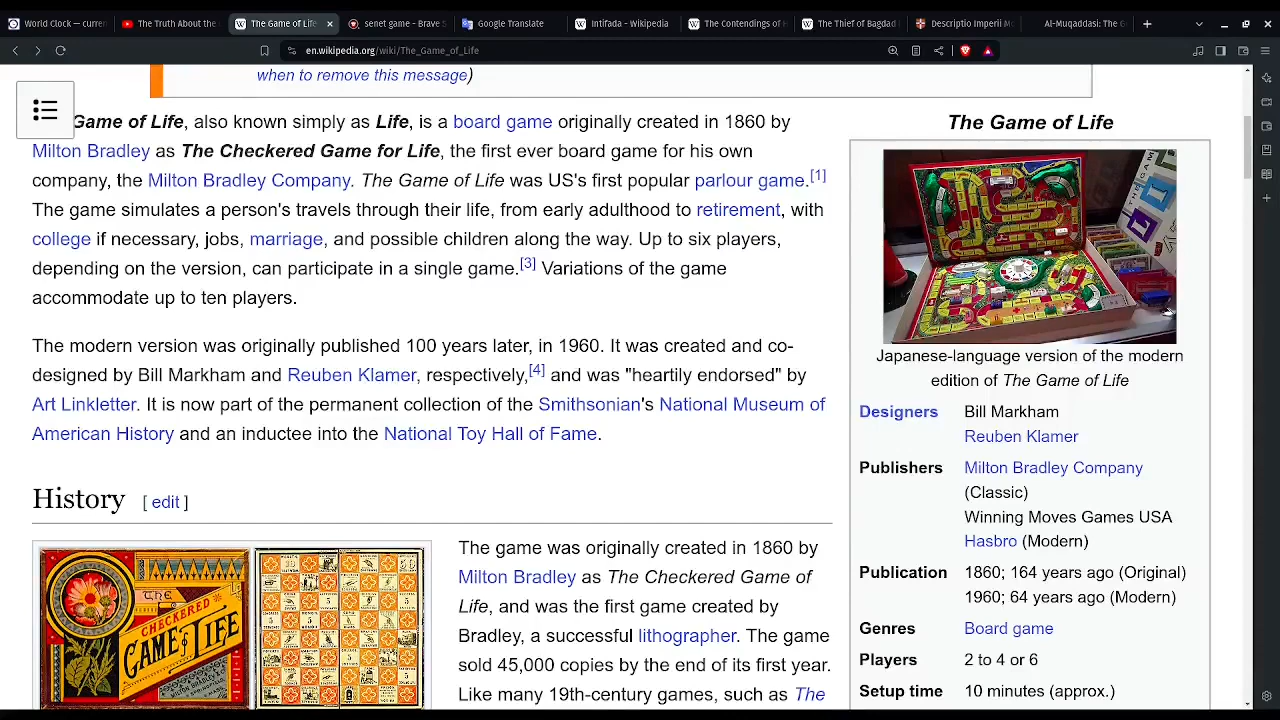 World Clock — curren
The Truth About the
The Game of Life
senet game - Brave S
Google Translate
Intifada - Wikipedia
The Contendings of H
The Thief of Bagdad
Descriptio Imperii M
Al-Muqaddasi: The G
en.wikipedia.org/wiki/The_Game_of_Life
when to remove this message)
Game of Life, also known simply as Life, is a board game originally created in 1860 by
Milton Bradley as The Checkered Game for Life, the first ever board game for his own
company, the Milton Bradley Company. The Game of Life was US's first popular parlour game.[1]
The game simulates a person's travels through their life, from early adulthood to retirement, with
college if necessary, jobs, marriage, and possible children along the way. Up to six players,
depending on the version, can participate in a single game.[3] Variations of the game
accommodate up to ten players.
The modern version was originally published 100 years later, in 1960. It was created and co-
designed by Bill Markham and Reuben Klamer, respectively,[4] and was "heartily endorsed" by
Art Linkletter. It is now part of the permanent collection of the Smithsonian's National Museum of
American History and an inductee into the National Toy Hall of Fame.
History [ edit ]
THE
CHECKERED
GAME OF LIFE
The game was originally created in 1860 by
Milton Bradley as The Checkered Game of
Life, and was the first game created by
Bradley, a successful lithographer. The game
sold 45,000 copies by the end of its first year.
Like many 19th-century games, such as The
The Game of Life
Japanese-language version of the modern
edition of The Game of Life
Designers Bill Markham
Reuben Klamer
Publishers Milton Bradley Company
(Classic)
Winning Moves Games USA
Hasbro (Modern)
Publication 1860; 164 years ago (Original)
1960; 64 years ago (Modern)
Genres Board game
Players 2 to 4 or 6
Setup time 10 minutes (approx.)